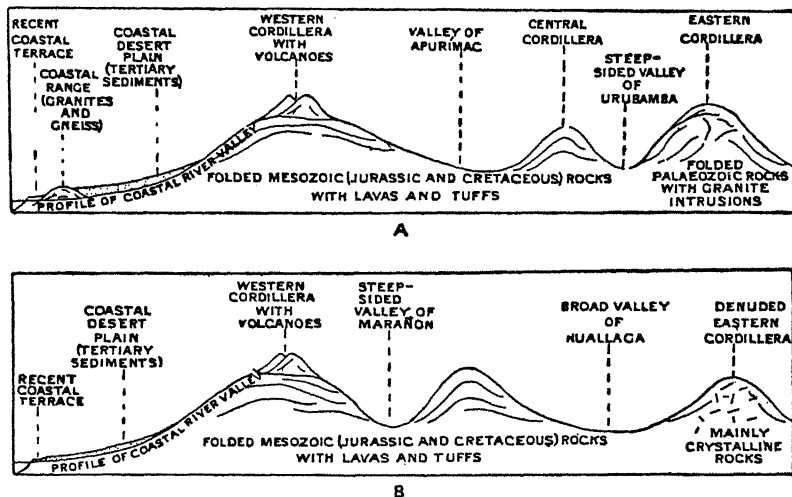 RECENT
COASTAL
TERRACE
COASTAL
RANGE
(GRANITES
AND
GNEISS)
COASTAL
DESERT
PLAIN
(TERTIARY
SEDIMENTS)
WESTERN
CORDILLERA
WITH
VOLCANOES
VALLEY OF
APURÍMAC
CENTRAL
CORDILLERA
STEEP-
SIDED VALLEY
OF
URUBAMBA
EASTERN
CORDILLERA
PROFILE OF COASTAL RIVER VALLEY
FOLDED MESOZOIC (JURASSIC AND CRETACEOUS) ROCKS
WITH LAVAS AND TUFFS
FOLDED
PALAEOZOIC ROCKS
WITH GRANITE
INTRUSIONS
A
RECENT
COASTAL
TERRACE
COASTAL
DESERT
PLAIN
(TERTIARY
SEDIMENTS)
WESTERN
CORDILLERA
WITH
VOLCANOES
STEEP-
SIDED
VALLEY OF
MARAÑON
BROAD VALLEY
OF
HUALLAGA
DENUDED
EASTERN
CORDILLERA
PROFILE OF COASTAL RIVER VALLEY
FOLDED MESOZOIC (JURASSIC AND CRETACEOUS) ROCKS
WITH LAVAS AND TUFFS
MAINLY
CRYSTALLINE
ROCKS
B